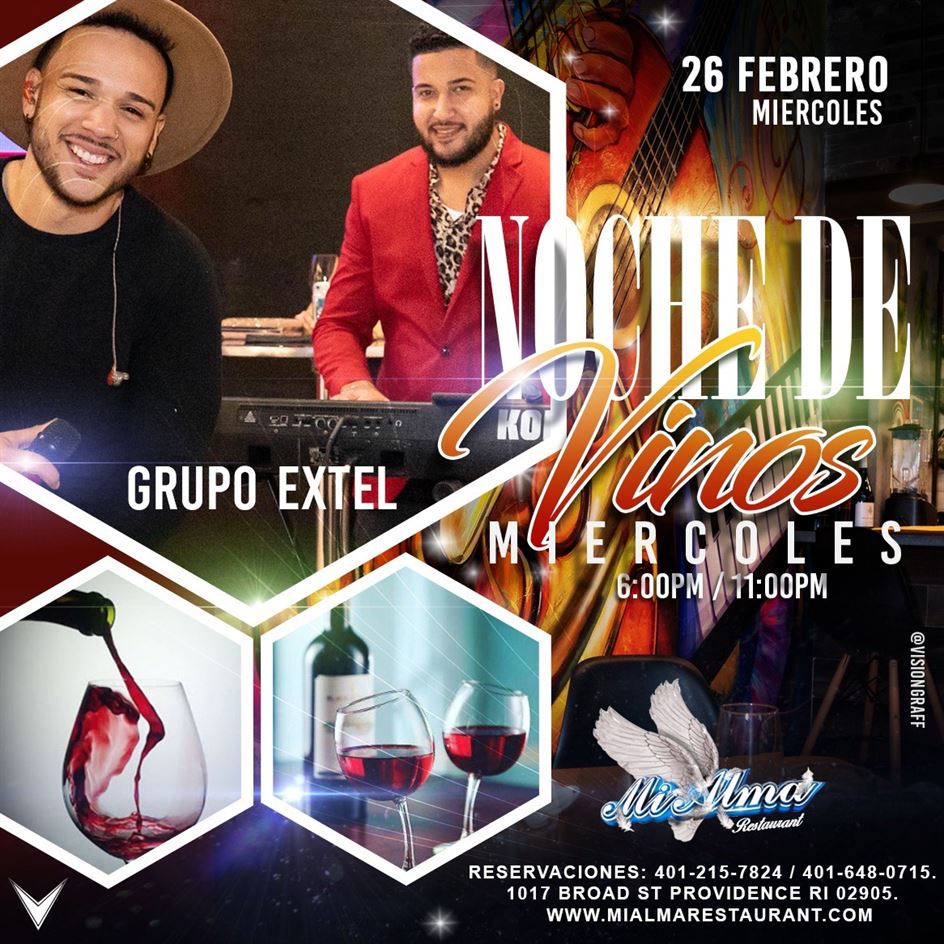 26 FEBRERO
MIERCOLES
NOCHE DE
Vinos
MIERCOLES
6:00PM / 11:00PM
KO
GRUPO EXTEL
@VISIONGRAFF
Mi Alma
Restaurant
RESERVACIONES: 401-215-7824 / 401-648-0715.
1017 BROAD ST PROVIDENCE RI 02905.
WWW.MIALMARESTAURANT.COM